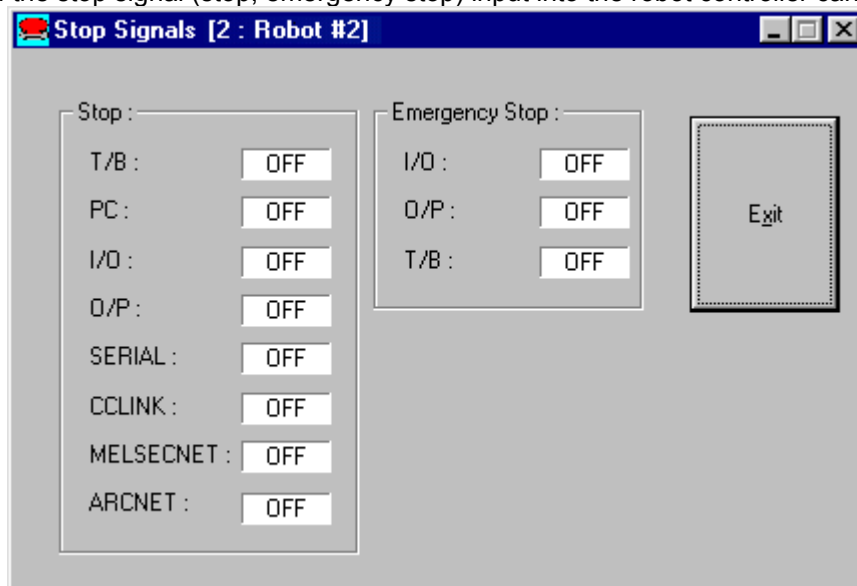 the stop signal (stop, emergency stop) input into the robot controller can
Stop Signals [2 : Robot #2]
Stop :
T/B : OFF
PC : OFF
I/O : OFF
O/P : OFF
SERIAL : OFF
CCLINK : OFF
MELSECNET : OFF
ARCNET : OFF
Emergency Stop :
I/O : OFF
O/P : OFF
T/B : OFF
Exit